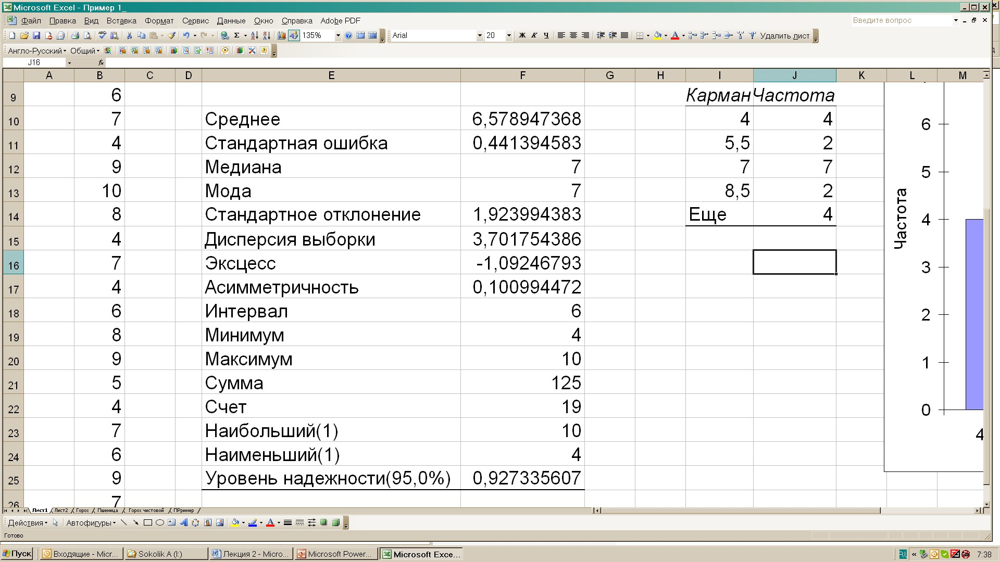 Microsoft Excel - Пример 1_
Файл Правка Вид Вставка Формат Сервис Данные Окно Справка Adobe PDF Введите вопрос
135% Arial 20 Ж К Ч Удалить лист
Англо-Русский Общий
J16 fx
A B C D E F G H I J K L M
9 6 Карман Частота
10 7 Среднее 6,578947368 4 4 6
11 4 Стандартная ошибка 0,441394583 5,5 2
12 9 Медиана 7 7 7 5
13 10 Мода 7 8,5 2
14 8 Стандартное отклонение 1,923994383 Еще 4 4
Частота
15 4 Дисперсия выборки 3,701754386
16 7 Эксцесс -1,09246793 3
17 4 Асимметричность 0,100994472
18 6 Интервал 6 2
19 8 Минимум 4
20 9 Максимум 10 1
21 5 Сумма 125
22 4 Счет 19 0
23 7 Наибольший(1) 10 4
24 6 Наименьший(1) 4
25 9 Уровень надежности(95,0%) 0,927335607
26 7
Лист1 Лист2 Горох Пшеница Горох чистовой ПРример
Действия Автофигуры
Готово
Пуск Входящие - Micr... Sokolik A (I:) Лекция 2 - Micro... Microsoft Power... Microsoft Exce... « 7:38